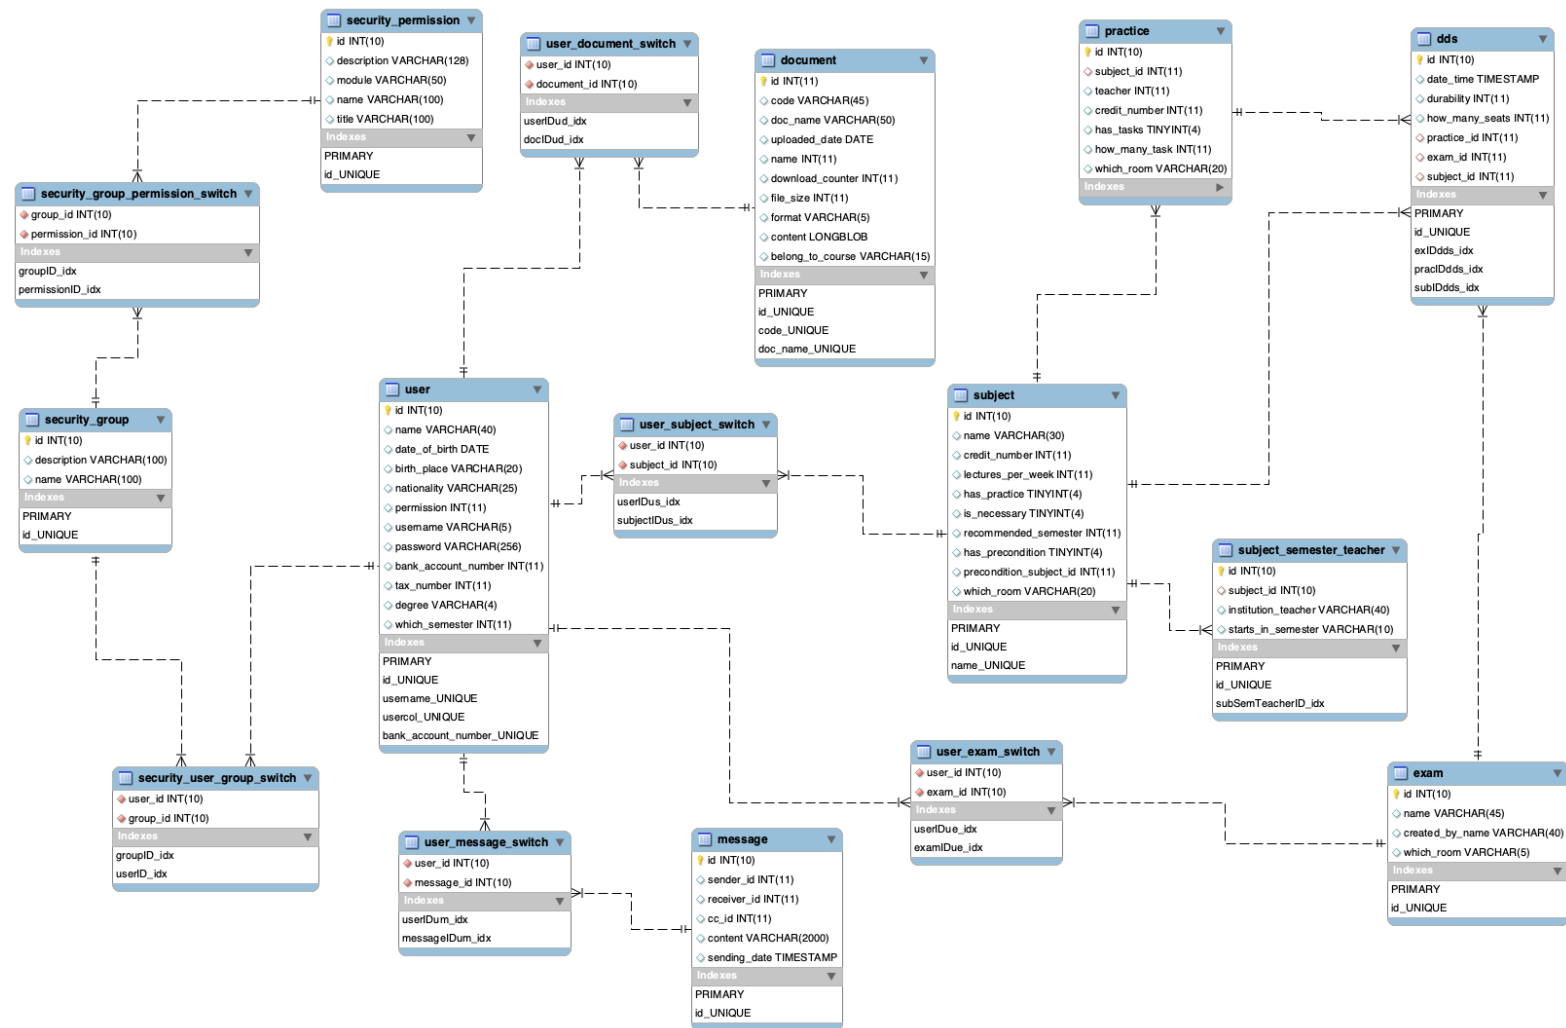 security_permission
id INT(10)
description VARCHAR(128)
module VARCHAR(50)
name VARCHAR(100)
title VARCHAR(100)
Indexes
PRIMARY
id_UNIQUE
user_document_switch
user_id INT(10)
document_id INT(10)
Indexes
userIDud_idx
docIDud_idx
document
id INT(11)
code VARCHAR(45)
doc_name VARCHAR(50)
uploaded_date DATE
name INT(11)
download_counter INT(11)
file_size INT(11)
format VARCHAR(5)
content LONGBLOB
belong_to_course VARCHAR(15)
Indexes
PRIMARY
id_UNIQUE
code_UNIQUE
doc_name_UNIQUE
practice
id INT(10)
subject_id INT(11)
teacher INT(11)
credit_number INT(11)
has_tasks TINYINT(4)
how_many_task INT(11)
which_room VARCHAR(20)
Indexes
dds
id INT(10)
date_time TIMESTAMP
durability INT(11)
how_many_seats INT(11)
practice_id INT(11)
exam_id INT(11)
subject_id INT(11)
Indexes
PRIMARY
id_UNIQUE
exIDdds_idx
pracIDdds_idx
subIDdds_idx
security_group_permission_switch
group_id INT(10)
permission_id INT(10)
Indexes
groupID_idx
permissionID_idx
security_group
id INT(10)
description VARCHAR(100)
name VARCHAR(100)
Indexes
PRIMARY
id_UNIQUE
user
id INT(10)
name VARCHAR(40)
date_of_birth DATE
birth_place VARCHAR(20)
nationality VARCHAR(25)
permission INT(11)
username VARCHAR(5)
password VARCHAR(256)
bank_account_number INT(11)
tax_number INT(11)
degree VARCHAR(4)
which_semester INT(11)
Indexes
PRIMARY
id_UNIQUE
username_UNIQUE
usercol_UNIQUE
bank_account_number_UNIQUE
user_subject_switch
user_id INT(10)
subject_id INT(10)
Indexes
userIDus_idx
subjectIDus_idx
subject
id INT(10)
name VARCHAR(30)
credit_number INT(11)
lectures_per_week INT(11)
has_practice TINYINT(4)
is_necessary TINYINT(4)
recommended_semester INT(11)
has_precondition TINYINT(4)
precondition_subject_id INT(11)
which_room VARCHAR(20)
Indexes
PRIMARY
id_UNIQUE
name_UNIQUE
subject_semester_teacher
id INT(10)
subject_id INT(10)
institution_teacher VARCHAR(40)
starts_in_semester VARCHAR(10)
Indexes
PRIMARY
id_UNIQUE
subSemTeacherID_idx
security_user_group_switch
user_id INT(10)
group_id INT(10)
Indexes
groupID_idx
userID_idx
user_message_switch
user_id INT(10)
message_id INT(10)
Indexes
userIDum_idx
messageIDum_idx
message
id INT(10)
sender_id INT(11)
receiver_id INT(11)
cc_id INT(11)
content VARCHAR(2000)
sending_date TIMESTAMP
Indexes
PRIMARY
id_UNIQUE
user_exam_switch
user_id INT(10)
exam_id INT(10)
Indexes
userIDue_idx
examIDue_idx
exam
id INT(10)
name VARCHAR(45)
created_by_name VARCHAR(40)
which_room VARCHAR(5)
Indexes
PRIMARY
id_UNIQUE